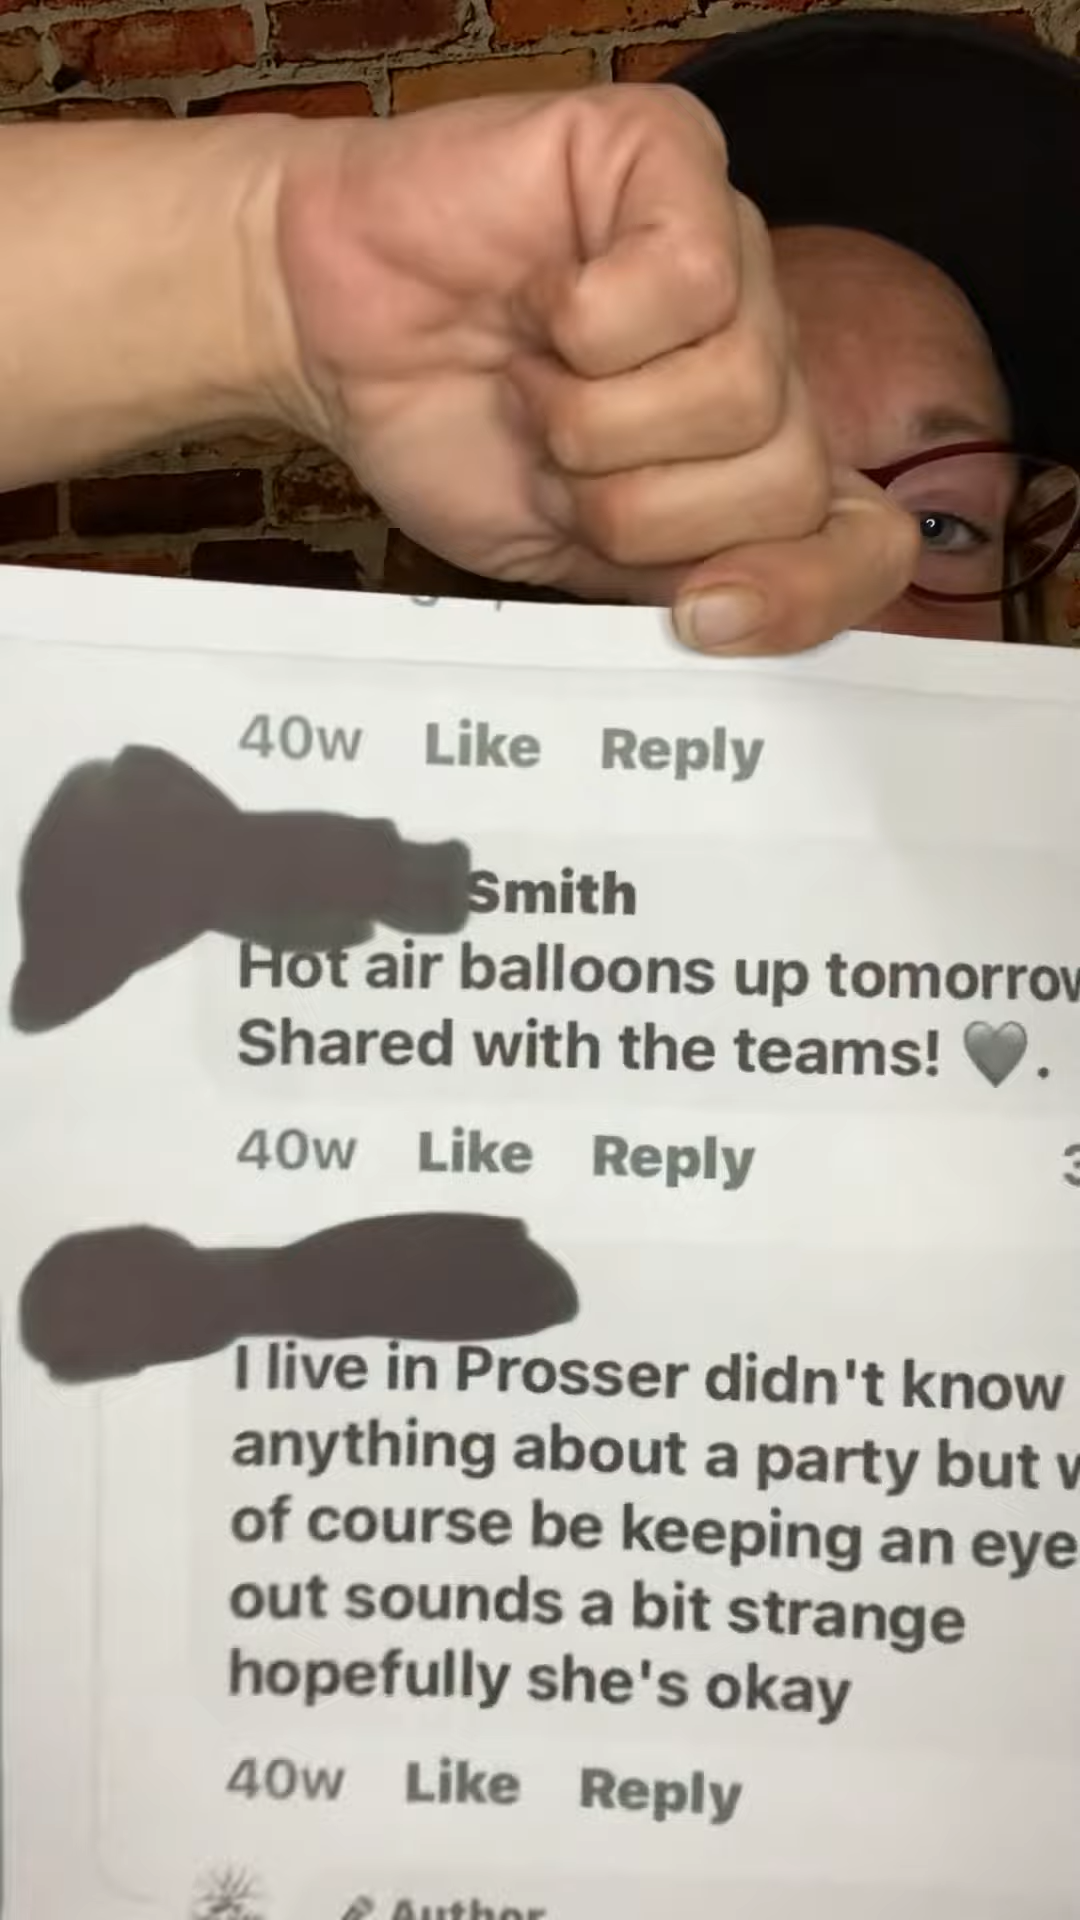 40w Like Reply
Smith
Hot air balloons up tomorrow
Shared with the teams! 🩶.
40w Like Reply 3
I live in Prosser didn't know
anything about a party but
of course be keeping an eye
out sounds a bit strange
hopefully she's okay
40w Like Reply
Author